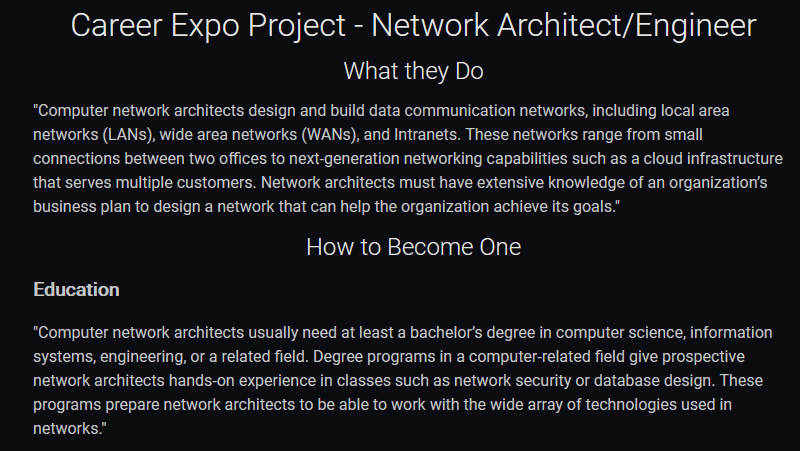 Career Expo Project - Network Architect/Engineer
What they Do
"Computer network architects design and build data communication networks, including local area
networks (LANs), wide area networks (WANs), and Intranets. These networks range from small
connections between two offices to next-generation networking capabilities such as a cloud infrastructure
that serves multiple customers. Network architects must have extensive knowledge of an organization’s
business plan to design a network that can help the organization achieve its goals."
How to Become One
Education
"Computer network architects usually need at least a bachelor’s degree in computer science, information
systems, engineering, or a related field. Degree programs in a computer-related field give prospective
network architects hands-on experience in classes such as network security or database design. These
programs prepare network architects to be able to work with the wide array of technologies used in
networks."